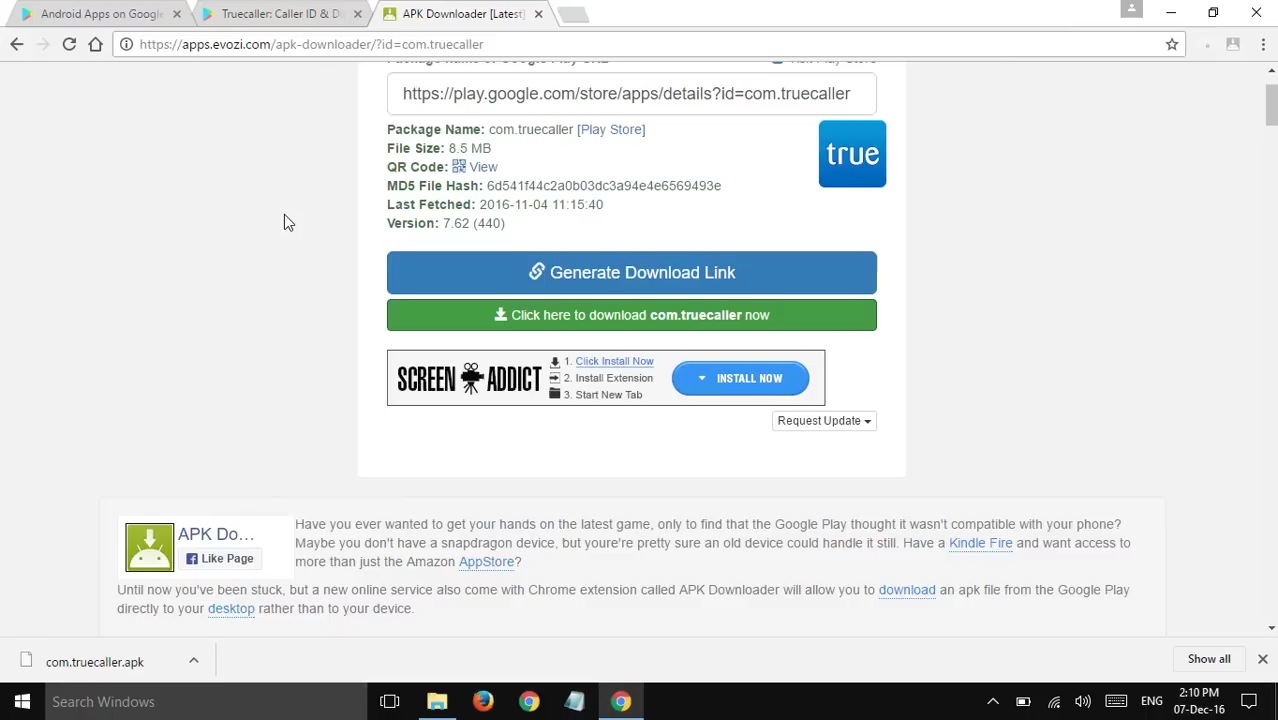 Android Apps on Google
Truecaller: Caller ID & D
APK Downloader [Latest]
https://apps.evozi.com/apk-downloader/?id=com.truecaller
https://play.google.com/store/apps/details?id=com.truecaller
Package Name: com.truecaller [Play Store]
File Size: 8.5 MB
QR Code: View
MD5 File Hash: 6d541f44c2a0b03dc3a94e4e6569493e
Last Fetched: 2016-11-04 11:15:40
Version: 7.62 (440)
true
Generate Download Link
Click here to download com.truecaller now
SCREEN ADDICT
1. Click Install Now
2. Install Extension
3. Start New Tab
INSTALL NOW
Request Update
APK Do...
Like Page
Have you ever wanted to get your hands on the latest game, only to find that the Google Play thought it wasn't compatible with your phone?
Maybe you don't have a snapdragon device, but youre're pretty sure an old device could handle it still. Have a Kindle Fire and want access to
more than just the Amazon AppStore?
Until now you've been stuck, but a new online service also come with Chrome extension called APK Downloader will allow you to download an apk file from the Google Play
directly to your desktop rather than to your device.
com.truecaller.apk
Show all
Search Windows
ENG
2:10 PM
07-Dec-16